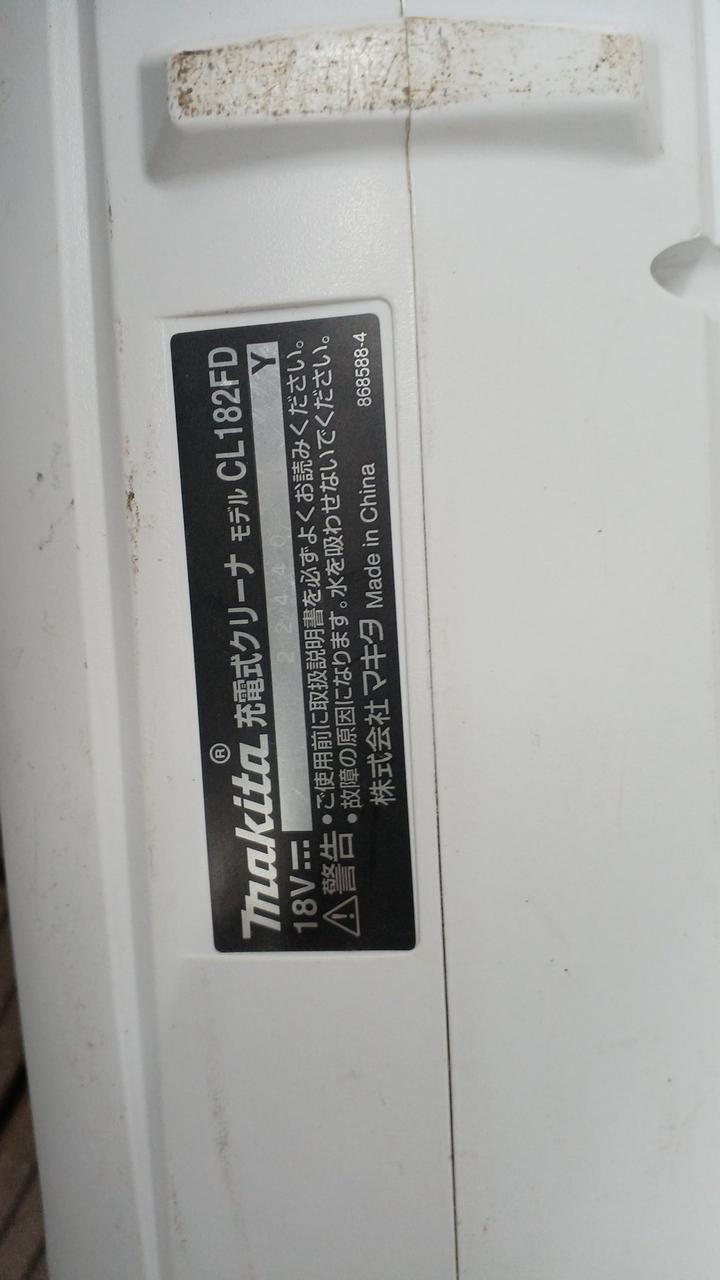 makita® 充電式クリーナ モデル CL182FD
18V⎓ 22440 Y
⚠警告 • ご使用前に取扱説明書を必ずよくお読みください。
• 故障の原因になります。水を吸わせないでください。
株式会社 マキタ Made in China 868588-4